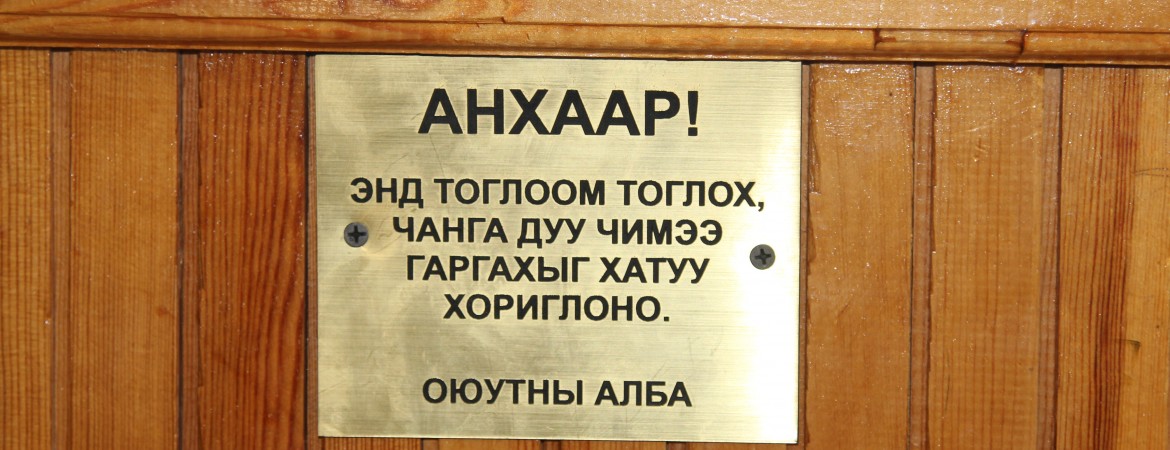 АНХААР!
ЭНД ТОГЛООМ ТОГЛОХ,
ЧАНГА ДУУ ЧИМЭЭ
ГАРГАХЫГ ХАТУУ
ХОРИГЛОНО.
ОЮУТНЫ АЛБА